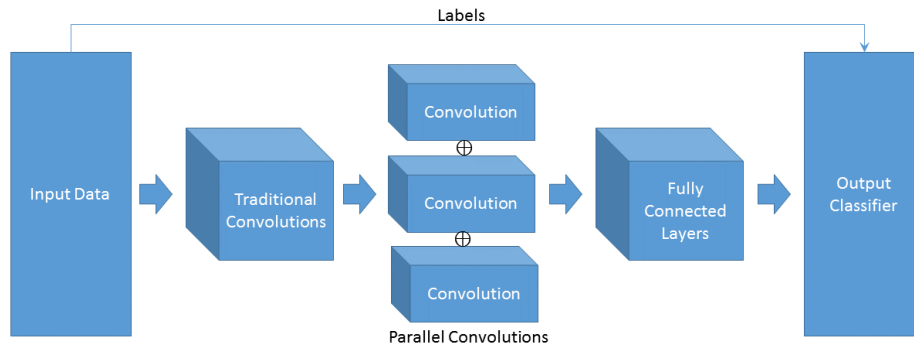 Labels
Input Data
Traditional
Convolutions
Convolution
⊕
Convolution
⊕
Convolution
Parallel Convolutions
Fully
Connected
Layers
Output
Classifier